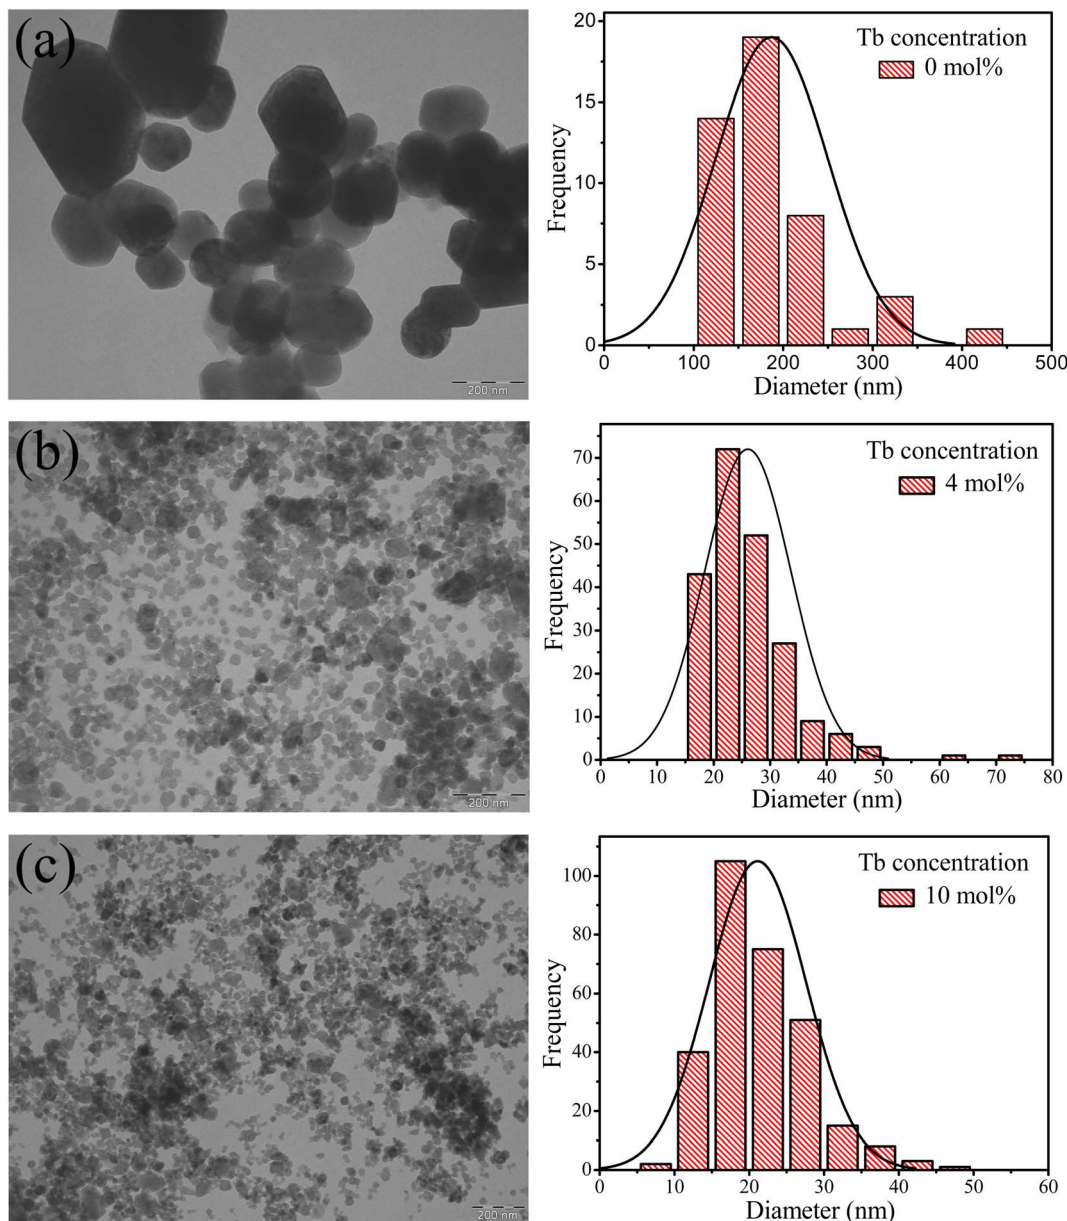 (a)
200 nm
20
15
10
5
0
Frequency
Tb concentration
0 mol%
0 100 200 300 400 500
Diameter (nm)
(b)
200 nm
70
60
50
40
30
20
10
0
Frequency
Tb concentration
4 mol%
0 10 20 30 40 50 60 70 80
Diameter (nm)
(c)
200 nm
100
80
60
40
20
0
Frequency
Tb concentration
10 mol%
0 10 20 30 40 50 60
Diameter (nm)